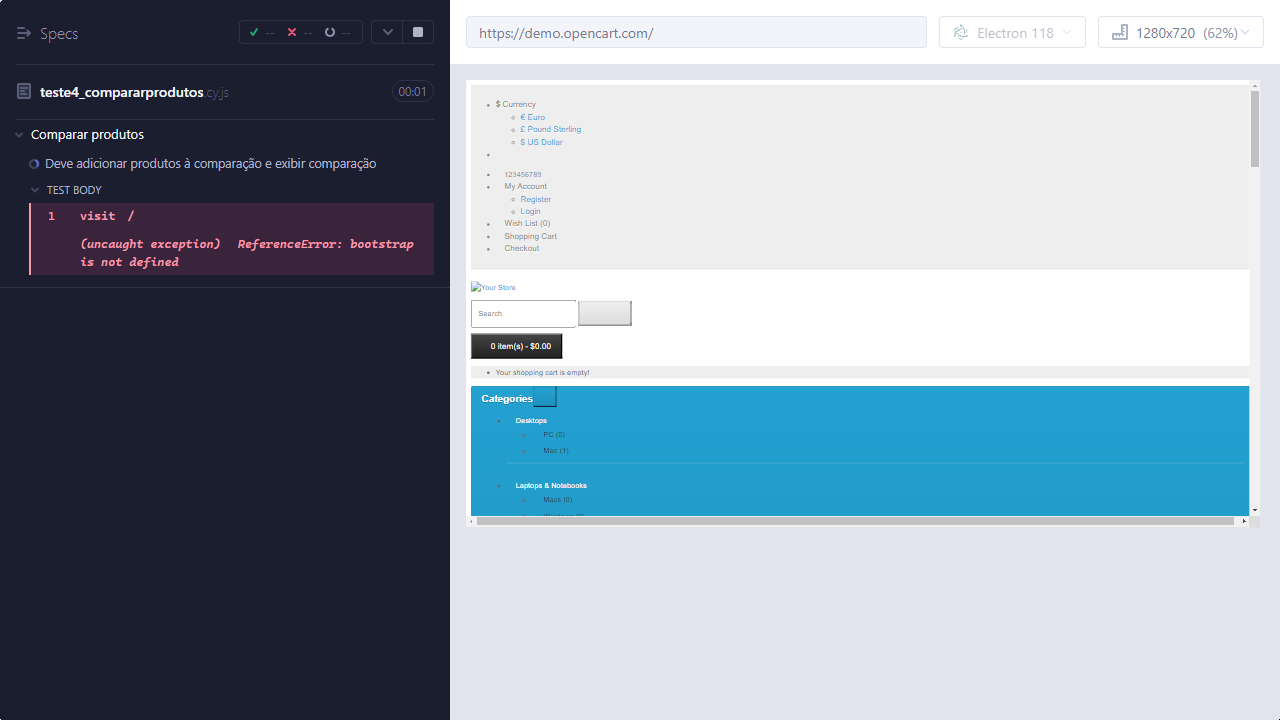 Specs
-- -- --
teste4_compararprodutos.cy.js
00:01
Comparar produtos
Deve adicionar produtos à comparação e exibir comparação
TEST BODY
1 visit /
(uncaught exception) ReferenceError: bootstrap
is not defined
https://demo.opencart.com/
Electron 118
1280x720 (62%)
$ Currency
€ Euro
£ Pound Sterling
$ US Dollar
123456789
My Account
Register
Login
Wish List (0)
Shopping Cart
Checkout
Your Store
Search
0 item(s) - $0.00
Your shopping cart is empty!
Categories
Desktops
PC (0)
Mac (1)
Laptops & Notebooks
Macs (0)